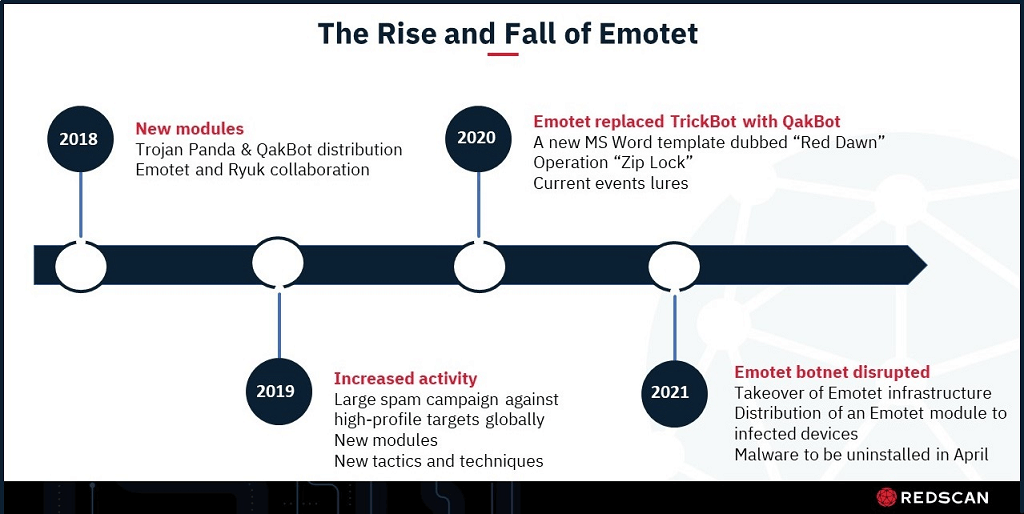 The Rise and Fall of Emotet
2018
New modules
Trojan Panda & QakBot distribution
Emotet and Ryuk collaboration
2020
Emotet replaced TrickBot with QakBot
A new MS Word template dubbed “Red Dawn”
Operation “Zip Lock”
Current events lures
2019
Increased activity
Large spam campaign against
high-profile targets globally
New modules
New tactics and techniques
2021
Emotet botnet disrupted
Takeover of Emotet infrastructure
Distribution of an Emotet module to
infected devices
Malware to be uninstalled in April
REDSCAN